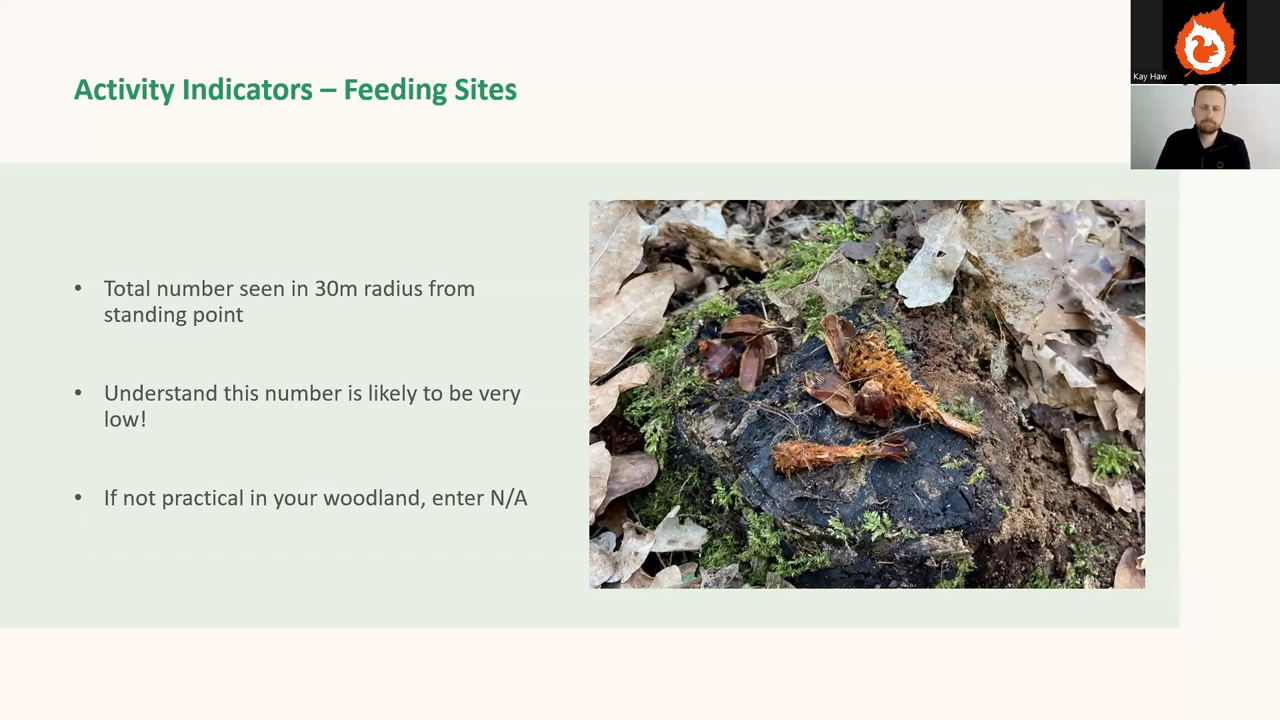 Activity Indicators – Feeding Sites
Kay Haw
• Total number seen in 30m radius from
standing point
• Understand this number is likely to be very
low!
• If not practical in your woodland, enter N/A